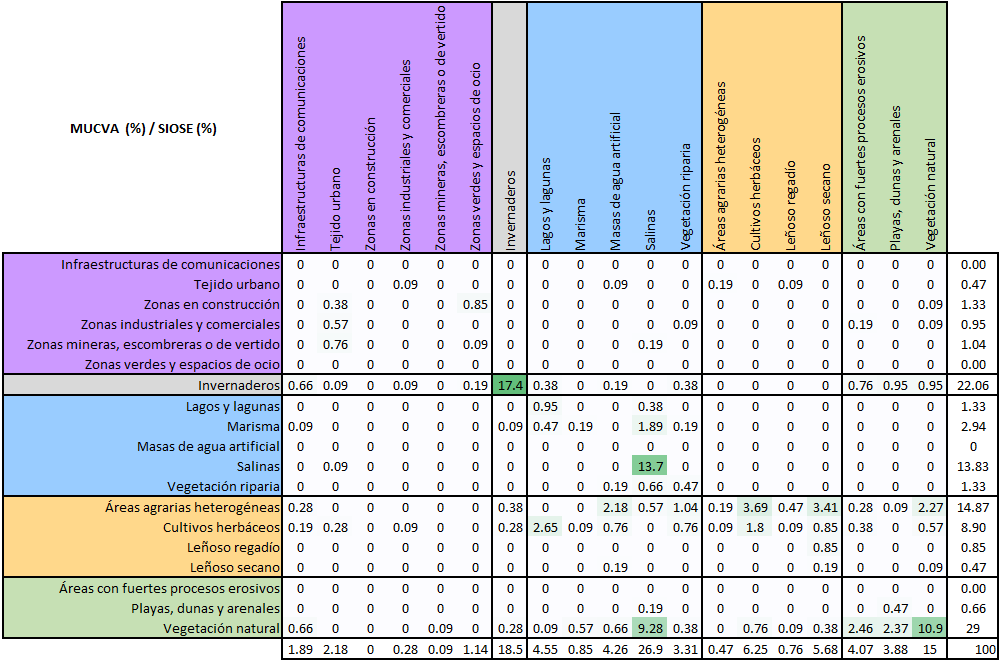 MUCVA (%) / SIOSE (%)
Infraestructuras de comunicaciones
Tejido urbano
Zonas en construcción
Zonas industriales y comerciales
Zonas mineras, escombreras o de vertido
Zonas verdes y espacios de ocio
Invernaderos
Lagos y lagunas
Marisma
Masas de agua artificial
Salinas
Vegetación riparia
Áreas agrarias heterogéneas
Cultivos herbáceos
Leñoso regadío
Leñoso secano
Áreas con fuertes procesos erosivos
Playas, dunas y arenales
Vegetación natural
Infraestructuras de comunicaciones 0 0 0 0 0 0 0 0 0 0 0 0 0 0 0 0 0 0 0 0.00
Tejido urbano 0 0 0 0.09 0 0 0 0 0 0.09 0 0 0.19 0 0.09 0 0 0 0 0.47
Zonas en construcción 0 0.38 0 0 0 0.85 0 0 0 0 0 0 0 0 0 0 0 0 0.09 1.33
Zonas industriales y comerciales 0 0.57 0 0 0 0 0 0 0 0 0 0.09 0 0 0 0 0.19 0 0.09 0.95
Zonas mineras, escombreras o de vertido 0 0.76 0 0 0 0.09 0 0 0 0 0.19 0 0 0 0 0 0 0 0 1.04
Zonas verdes y espacios de ocio 0 0 0 0 0 0 0 0 0 0 0 0 0 0 0 0 0 0 0 0.00
Invernaderos 0.66 0.09 0 0.09 0 0.19 17.4 0.38 0 0.19 0 0.38 0 0 0 0 0.76 0.95 0.95 22.06
Lagos y lagunas 0 0 0 0 0 0 0 0.95 0 0 0.38 0 0 0 0 0 0 0 0 1.33
Marisma 0.09 0 0 0 0 0 0.09 0.47 0.19 0 1.89 0.19 0 0 0 0 0 0 0 2.94
Masas de agua artificial 0 0 0 0 0 0 0 0 0 0 0 0 0 0 0 0 0 0 0 0
Salinas 0 0.09 0 0 0 0 0 0 0 0 13.7 0 0 0 0 0 0 0 0 13.83
Vegetación riparia 0 0 0 0 0 0 0 0 0 0.19 0.66 0.47 0 0 0 0 0 0 0 1.33
Áreas agrarias heterogéneas 0.28 0 0 0 0 0 0.38 0 0 2.18 0.57 1.04 0.19 3.69 0.47 3.41 0.28 0.09 2.27 14.87
Cultivos herbáceos 0.19 0.28 0 0.09 0 0 0.28 2.65 0.09 0.76 0 0.76 0.09 1.8 0.09 0.85 0.38 0 0.57 8.90
Leñoso regadío 0 0 0 0 0 0 0 0 0 0 0 0 0 0 0 0.85 0 0 0 0.85
Leñoso secano 0 0 0 0 0 0 0 0 0 0.19 0 0 0 0 0 0.19 0 0 0.09 0.47
Áreas con fuertes procesos erosivos 0 0 0 0 0 0 0 0 0 0 0 0 0 0 0 0 0 0 0 0.00
Playas, dunas y arenales 0 0 0 0 0 0 0 0 0 0 0.19 0 0 0 0 0 0 0.47 0 0.66
Vegetación natural 0.66 0 0 0 0.09 0 0.28 0.09 0.57 0.66 9.28 0.38 0 0.76 0.09 0.38 2.46 2.37 10.9 29
1.89 2.18 0 0.28 0.09 1.14 18.5 4.55 0.85 4.26 26.9 3.31 0.47 6.25 0.76 5.68 4.07 3.88 15 100